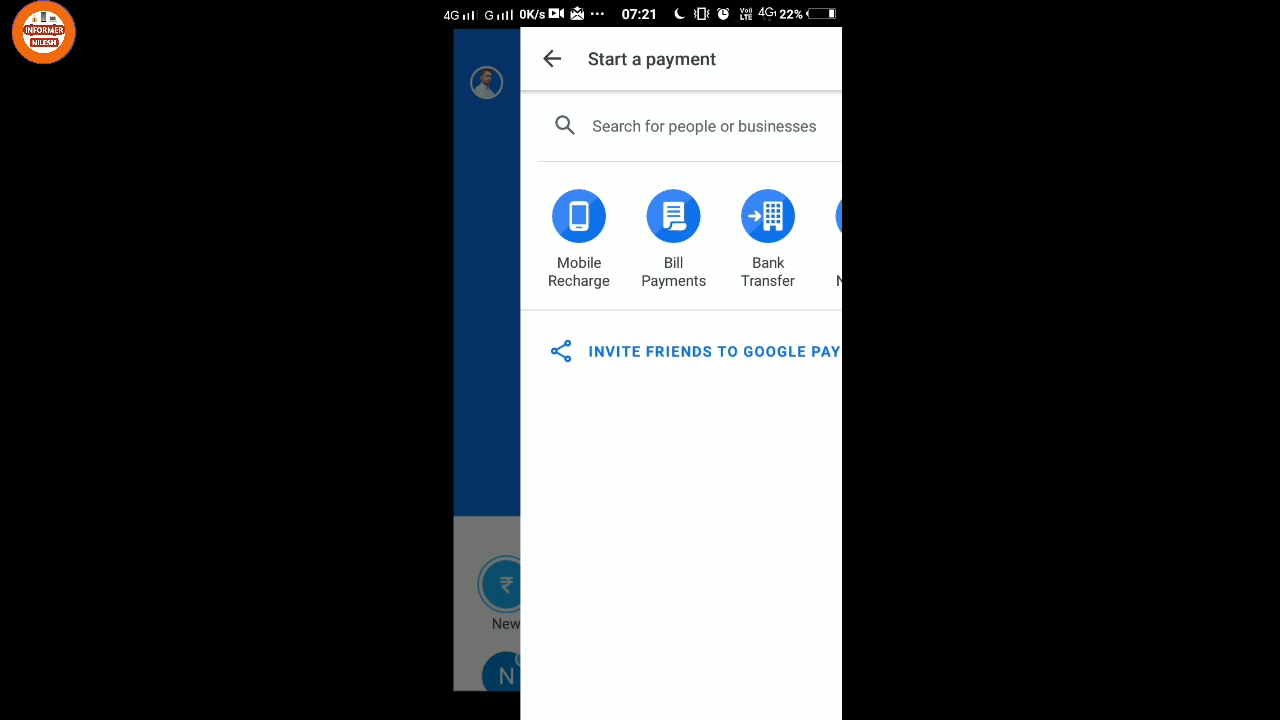 INFORMER
NILESH
4G G 0K/s ... 07:21 VoLTE 4G 22%
Start a payment
Search for people or businesses
Mobile Recharge
Bill Payments
Bank Transfer
N
INVITE FRIENDS TO GOOGLE PAY
₹
New
N